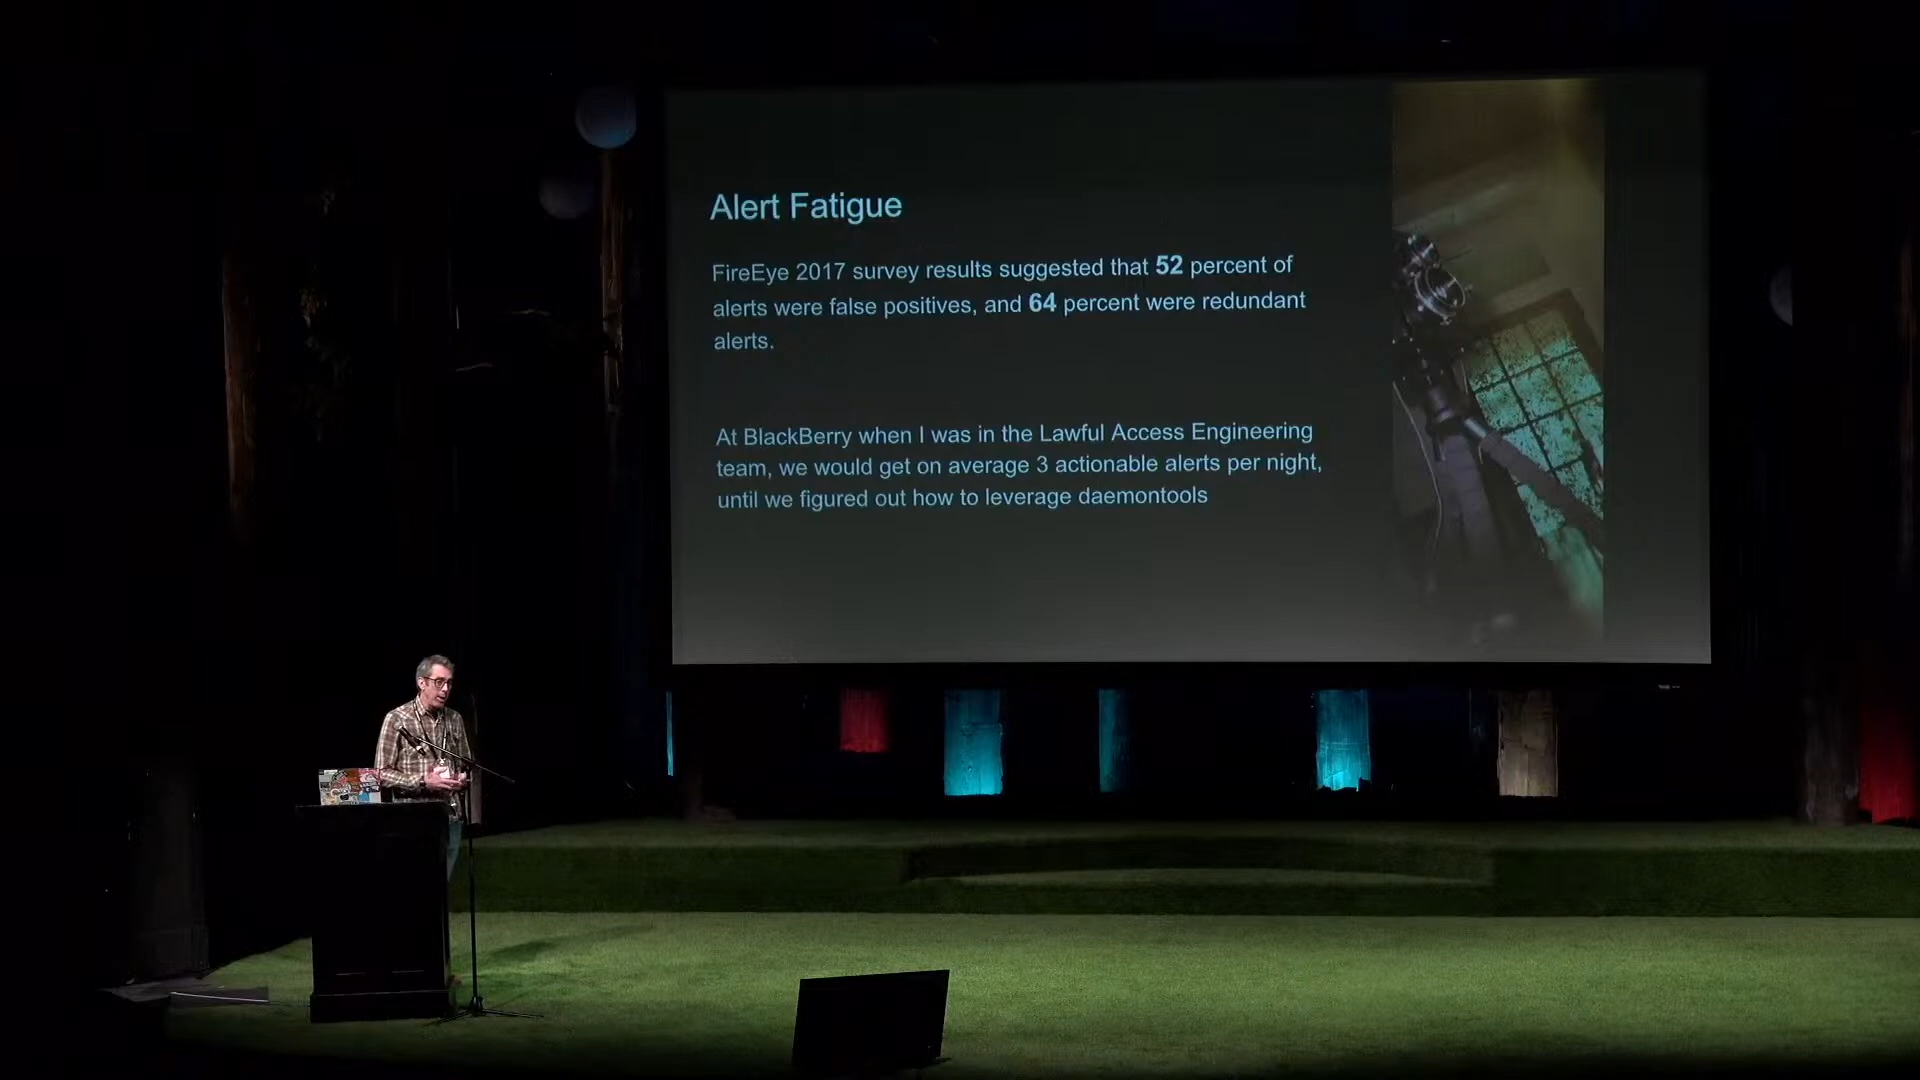 Alert Fatigue
FireEye 2017 survey results suggested that 52 percent of
alerts were false positives, and 64 percent were redundant
alerts.
At BlackBerry when I was in the Lawful Access Engineering
team, we would get on average 3 actionable alerts per night,
until we figured out how to leverage daemontools